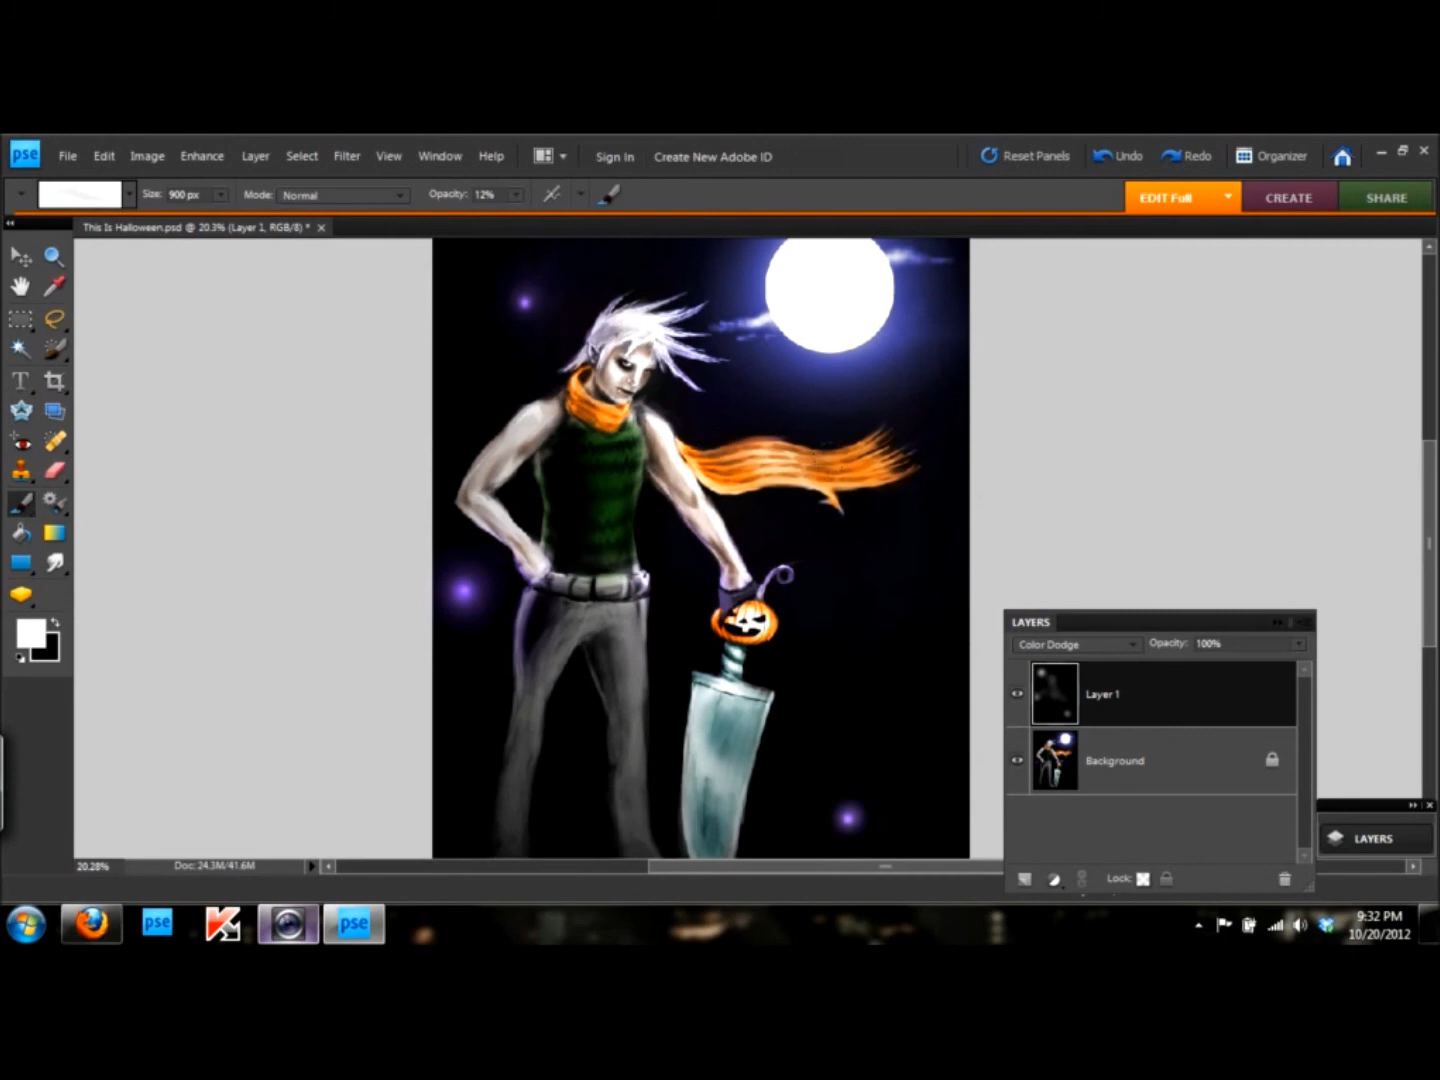 pse File Edit Image Enhance Layer Select Filter View Window Help Sign In Create New Adobe ID Reset Panels Undo Redo Organizer
Size: 900 px Mode: Normal Opacity: 12% EDIT Full CREATE SHARE
This Is Halloween.psd @ 20.3% (Layer 1, RGB/8) *
T
LAYERS
Color Dodge Opacity: 100%
Layer 1
Background
LAYERS
20.28% Doc: 24.3M/41.6M
Lock:
pse pse
9:32 PM
10/20/2012